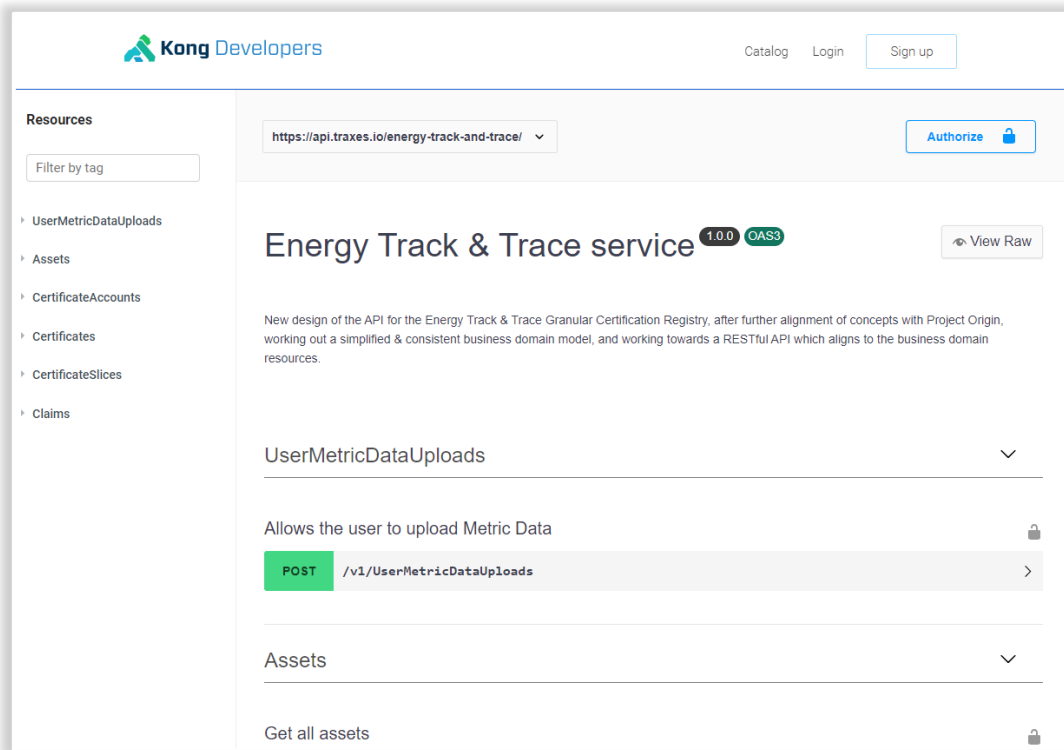 Kong Developers
Catalog Login Sign up
Resources
Filter by tag
UserMetricDataUploads
Assets
CertificateAccounts
Certificates
CertificateSlices
Claims
https://api.traxes.io/energy-track-and-trace/
Authorize
Energy Track & Trace service 1.0.0 OAS3
View Raw
New design of the API for the Energy Track & Trace Granular Certification Registry, after further alignment of concepts with Project Origin,
working out a simplified & consistent business domain model, and working towards a RESTful API which aligns to the business domain
resources.
UserMetricDataUploads
Allows the user to upload Metric Data
POST /v1/UserMetricDataUploads
Assets
Get all assets